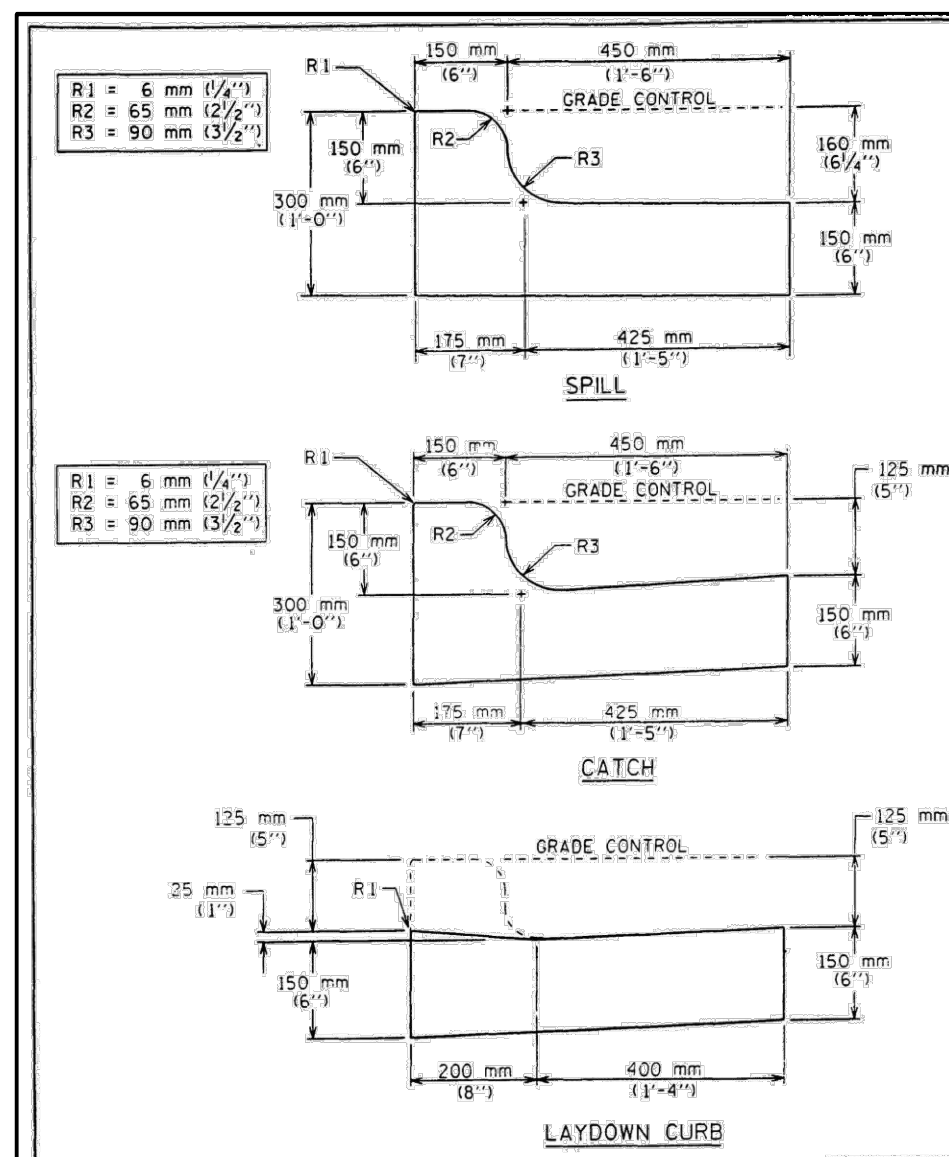 R1 = 6 mm (1/4'')
R2 = 65 mm (2 1/2'')
R3 = 90 mm (3 1/2'')
150 mm
(6'')
450 mm
(1'-6'')
R1
GRADE CONTROL
R2
150 mm
(6'')
R3
160 mm
(6 1/4'')
300 mm
(1'-0'')
150 mm
(6'')
175 mm
(7'')
425 mm
(1'-5'')
SPILL
R1 = 6 mm (1/4'')
R2 = 65 mm (2 1/2'')
R3 = 90 mm (3 1/2'')
150 mm
(6'')
450 mm
(1'-6'')
R1
125 mm
(5'')
GRADE CONTROL
R2
150 mm
(6'')
R3
300 mm
(1'-0'')
150 mm
(6'')
175 mm
(7'')
425 mm
(1'-5'')
CATCH
125 mm
(5'')
125 mm
(5'')
GRADE CONTROL
R1
25 mm
(1'')
150 mm
(6'')
150 mm
(6'')
200 mm
(8'')
400 mm
(1'-4'')
LAYDOWN CURB